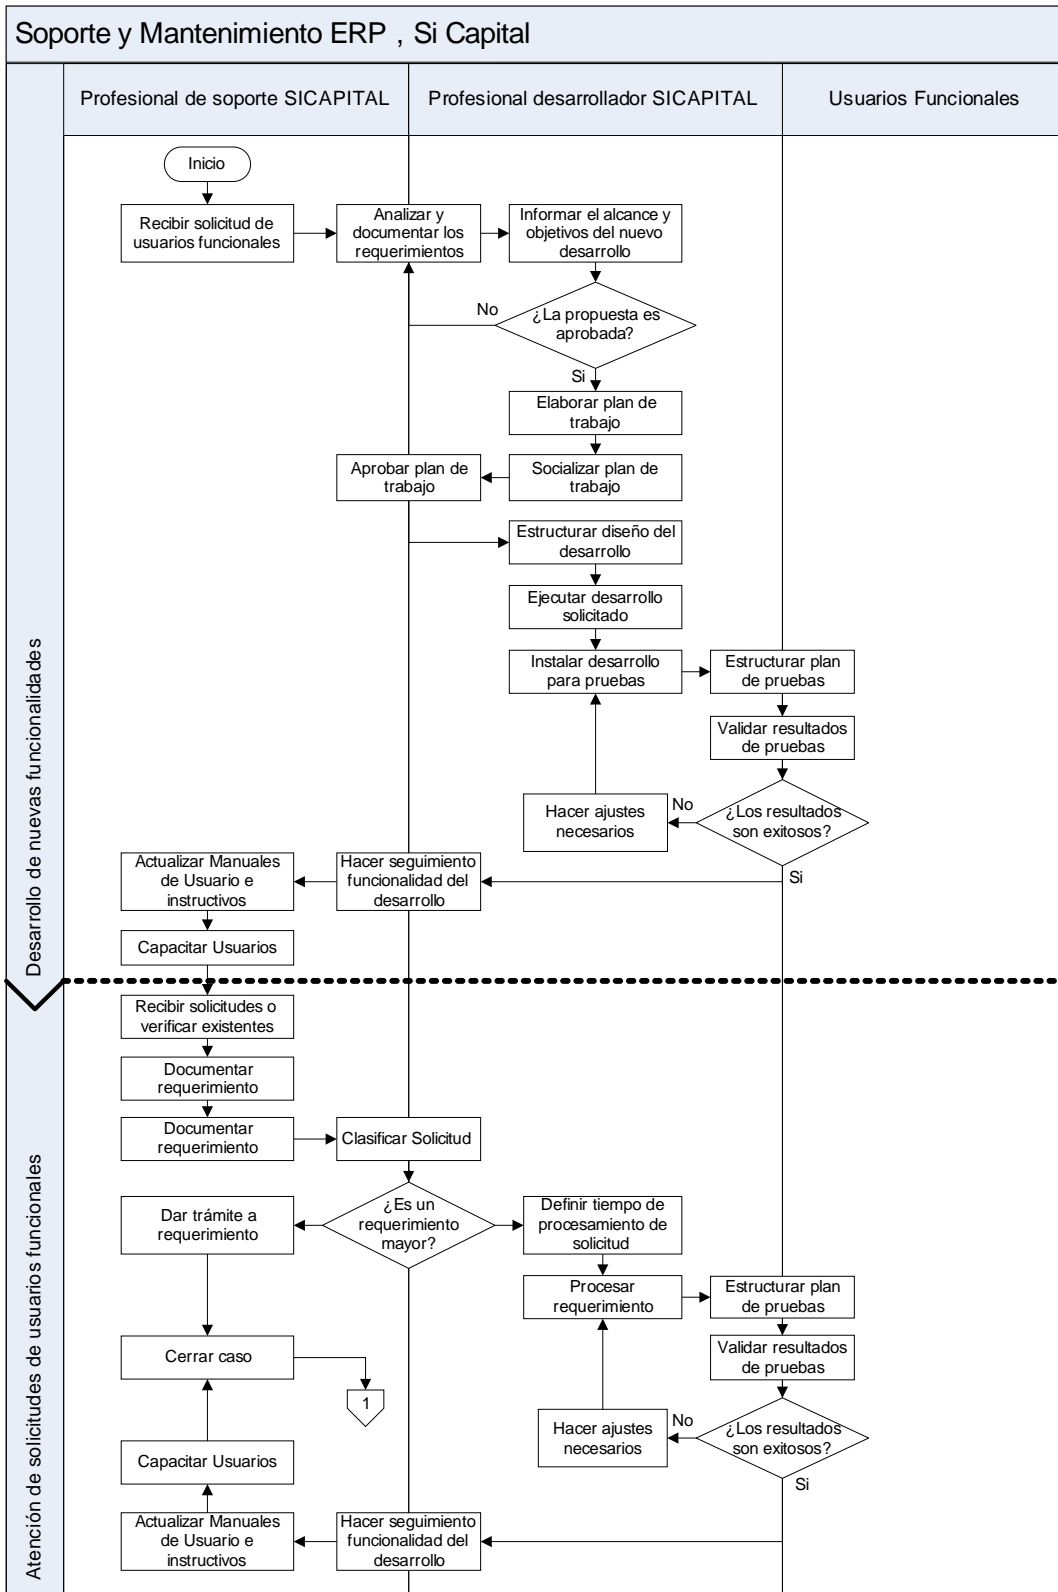 Soporte y Mantenimiento ERP , Si Capital
Profesional de soporte SICAPITAL
Profesional desarrollador SICAPITAL
Usuarios Funcionales
Desarrollo de nuevas funcionalidades
Inicio
Recibir solicitud de
usuarios funcionales
Analizar y
documentar los
requerimientos
Informar el alcance y
objetivos del nuevo
desarrollo
No
¿La propuesta es
aprobada?
Si
Elaborar plan de
trabajo
Aprobar plan de
trabajo
Socializar plan de
trabajo
Estructurar diseño del
desarrollo
Ejecutar desarrollo
solicitado
Instalar desarrollo
para pruebas
Estructurar plan
de pruebas
Validar resultados
de pruebas
Hacer ajustes
necesarios
No
¿Los resultados
son exitosos?
Si
Actualizar Manuales
de Usuario e
instructivos
Hacer seguimiento
funcionalidad del
desarrollo
Capacitar Usuarios
Atención de solicitudes de usuarios funcionales
Recibir solicitudes o
verificar existentes
Documentar
requerimiento
Documentar
requerimiento
Clasificar Solicitud
Dar trámite a
requerimiento
¿Es un
requerimiento
mayor?
Definir tiempo de
procesamiento de
solicitud
Procesar
requerimiento
Estructurar plan
de pruebas
Validar resultados
de pruebas
Cerrar caso
1
Hacer ajustes
necesarios
No
¿Los resultados
son exitosos?
Si
Capacitar Usuarios
Actualizar Manuales
de Usuario e
instructivos
Hacer seguimiento
funcionalidad del
desarrollo